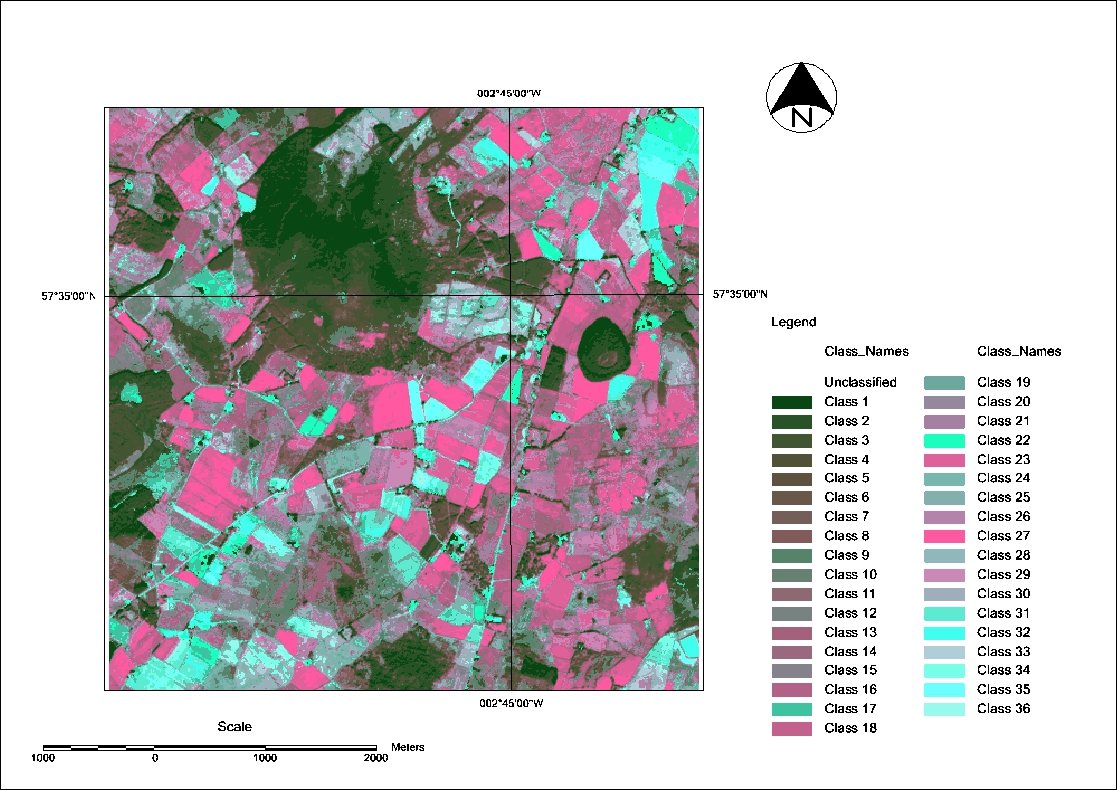 002°45'00"W
N
57°35'00"N
57°35'00"N
Legend
Class_Names Class_Names
Unclassified Class 19
Class 1 Class 20
Class 2 Class 21
Class 3 Class 22
Class 4 Class 23
Class 5 Class 24
Class 6 Class 25
Class 7 Class 26
Class 8 Class 27
Class 9 Class 28
Class 10 Class 29
Class 11 Class 30
Class 12 Class 31
Class 13 Class 32
Class 14 Class 33
Class 15 Class 34
Class 16 Class 35
Class 17 Class 36
Class 18
002°45'00"W
Scale
Meters
1000 0 1000 2000